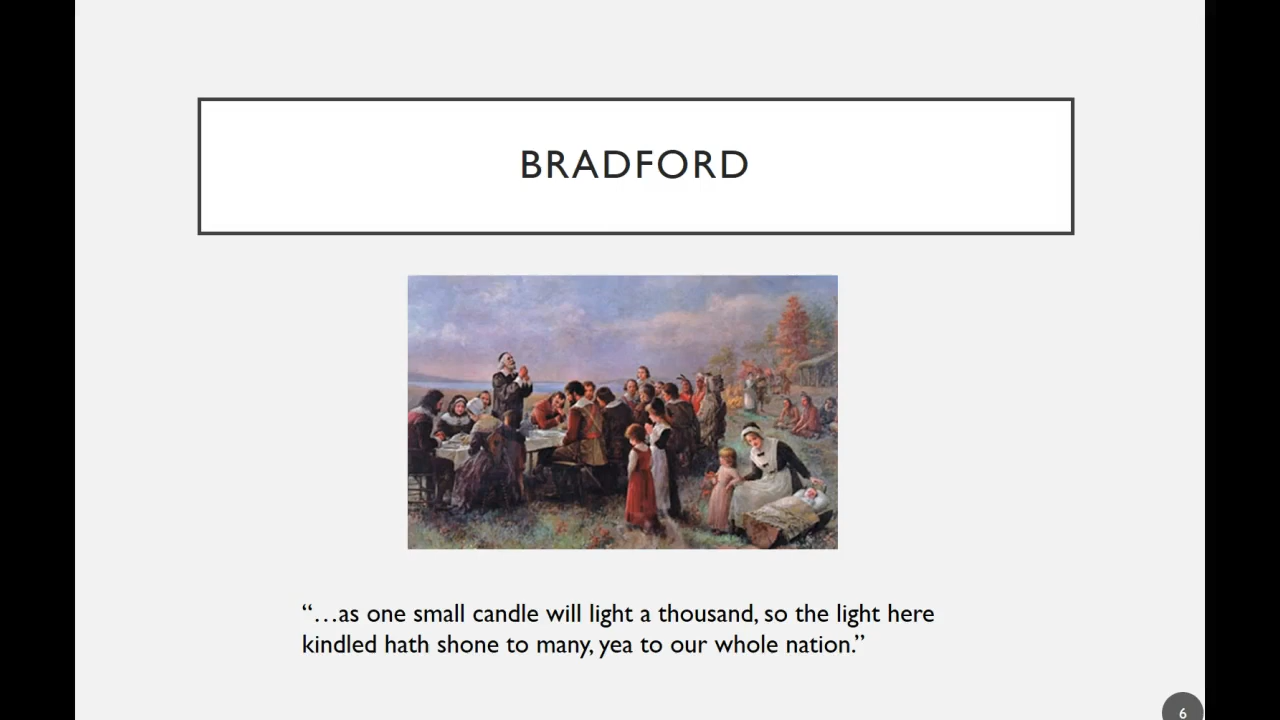 BRADFORD
“…as one small candle will light a thousand, so the light here
kindled hath shone to many, yea to our whole nation.”
6